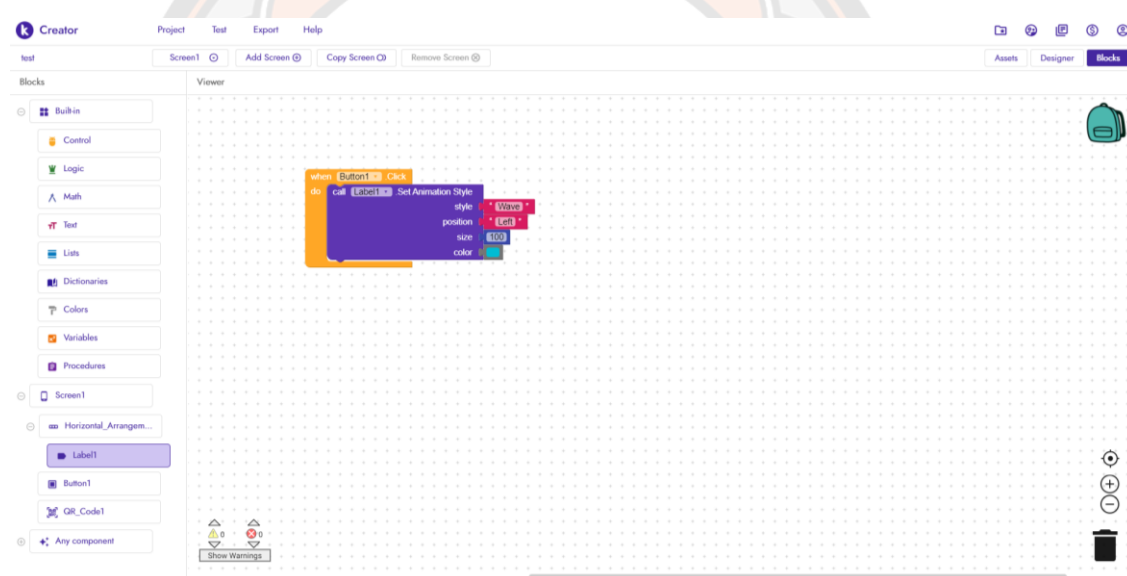 Creator Project Test Export Help
test Screen1 Add Screen Copy Screen Remove Screen Assets Designer Blocks
Blocks Viewer
Built-in
Control
Logic
Math
Text
Lists
Dictionaries
Colors
Variables
Procedures
Screen1
Horizontal_Arrangem...
Label1
Button1
QR_Code1
Any component
when Button1 Click
do call Label1 Set Animation Style
style " Wave "
position " Left "
size 100
color
0 0
Show Warnings